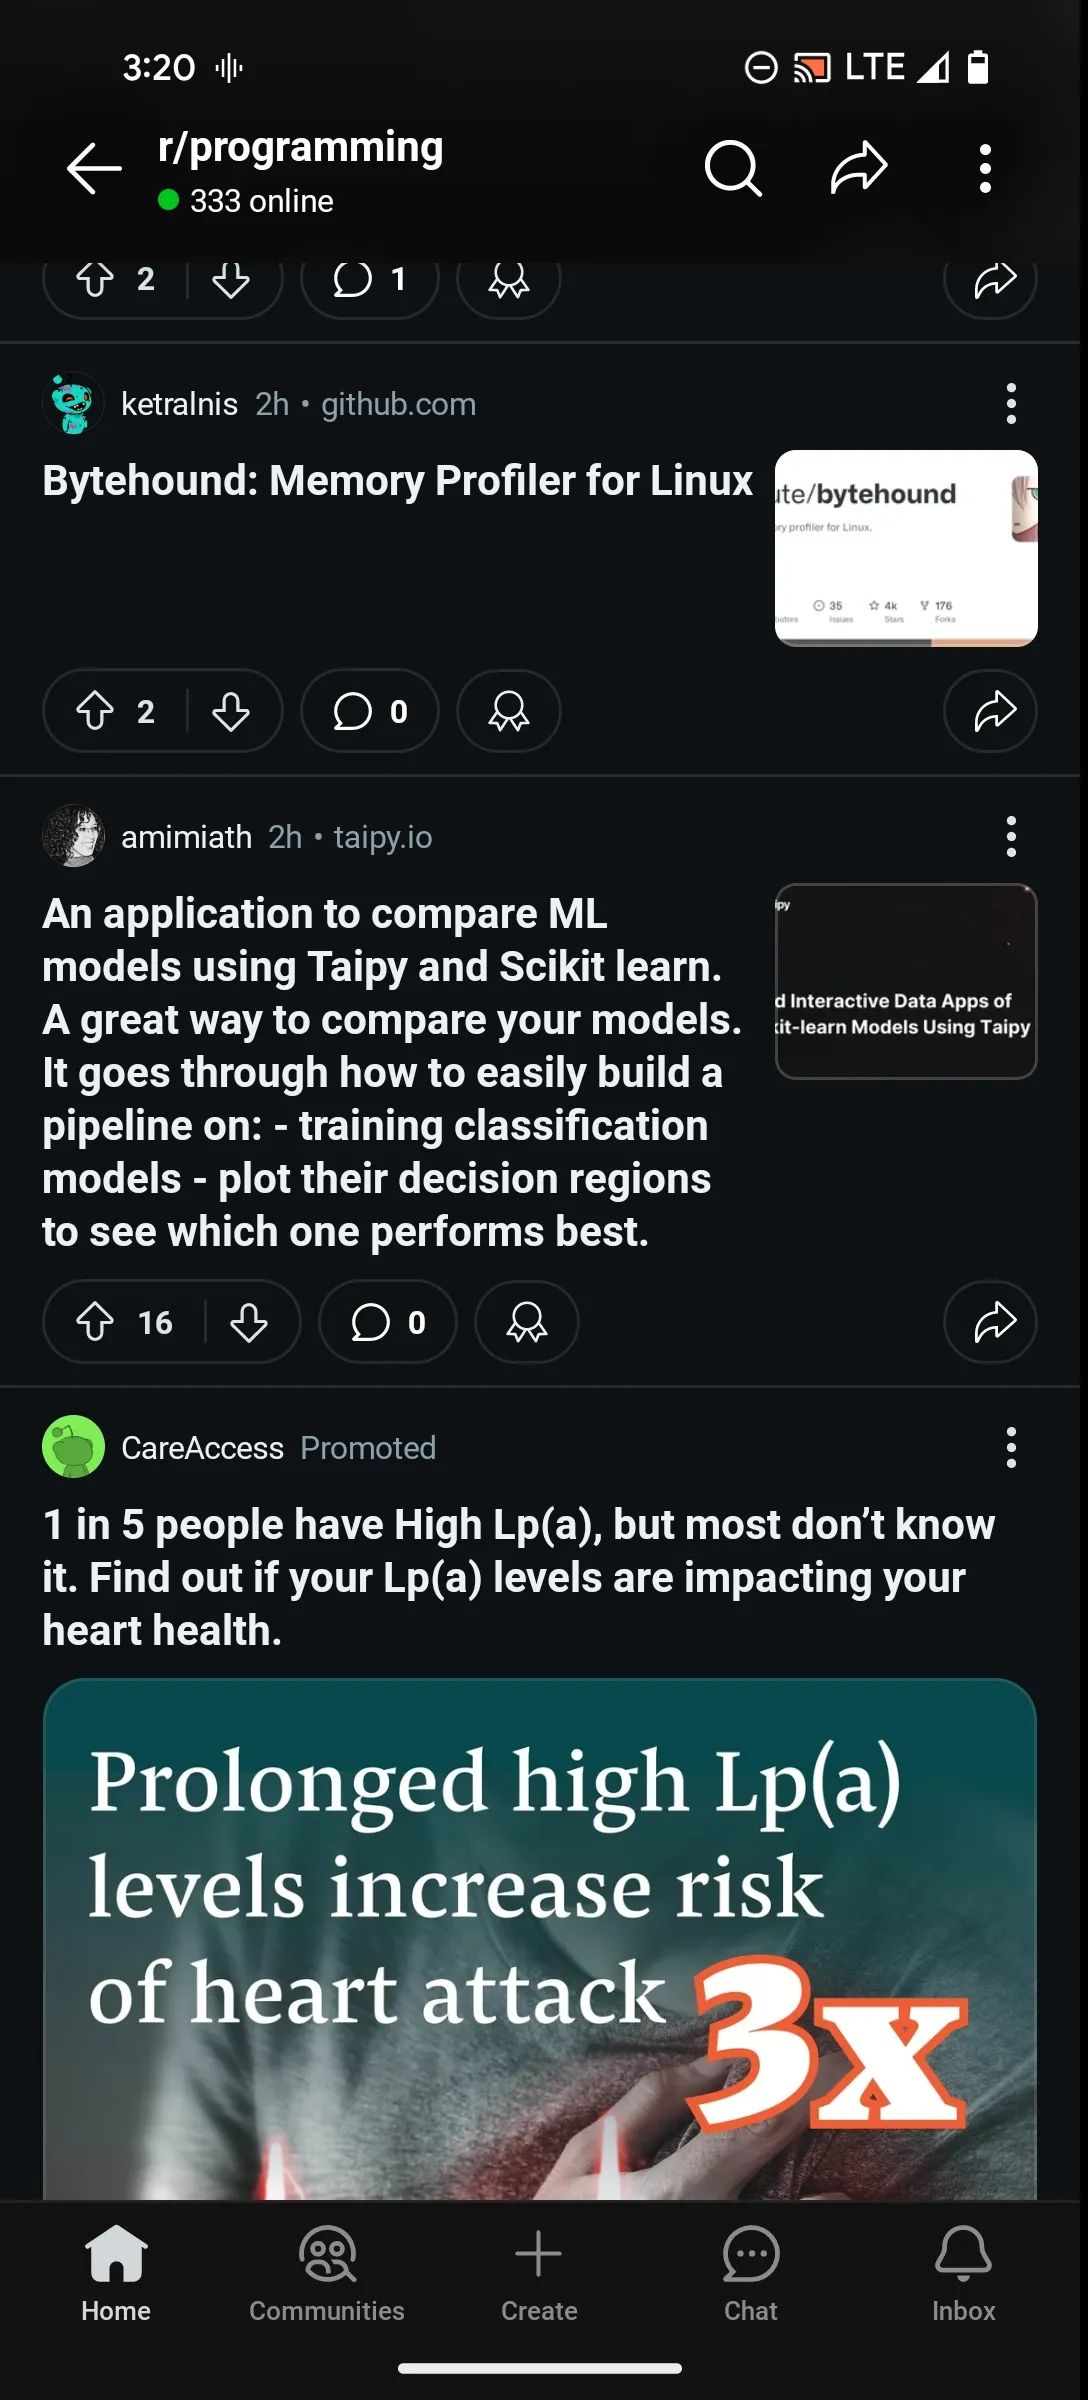 3:20
LTE
r/programming
333 online
2
1
ketralnis 2h • github.com
Bytehound: Memory Profiler for Linux
ute/bytehound
ry profiler for Linux.
35
4k
176
Issues
Stars
Forks
2
0
amimiath 2h • taipy.io
An application to compare ML
models using Taipy and Scikit learn.
A great way to compare your models.
It goes through how to easily build a
pipeline on: - training classification
models - plot their decision regions
to see which one performs best.
ipy
d Interactive Data Apps of
kit-learn Models Using Taipy
16
0
CareAccess Promoted
1 in 5 people have High Lp(a), but most don’t know
it. Find out if your Lp(a) levels are impacting your
heart health.
Prolonged high Lp(a)
levels increase risk
of heart attack 3x
Home
Communities
Create
Chat
Inbox